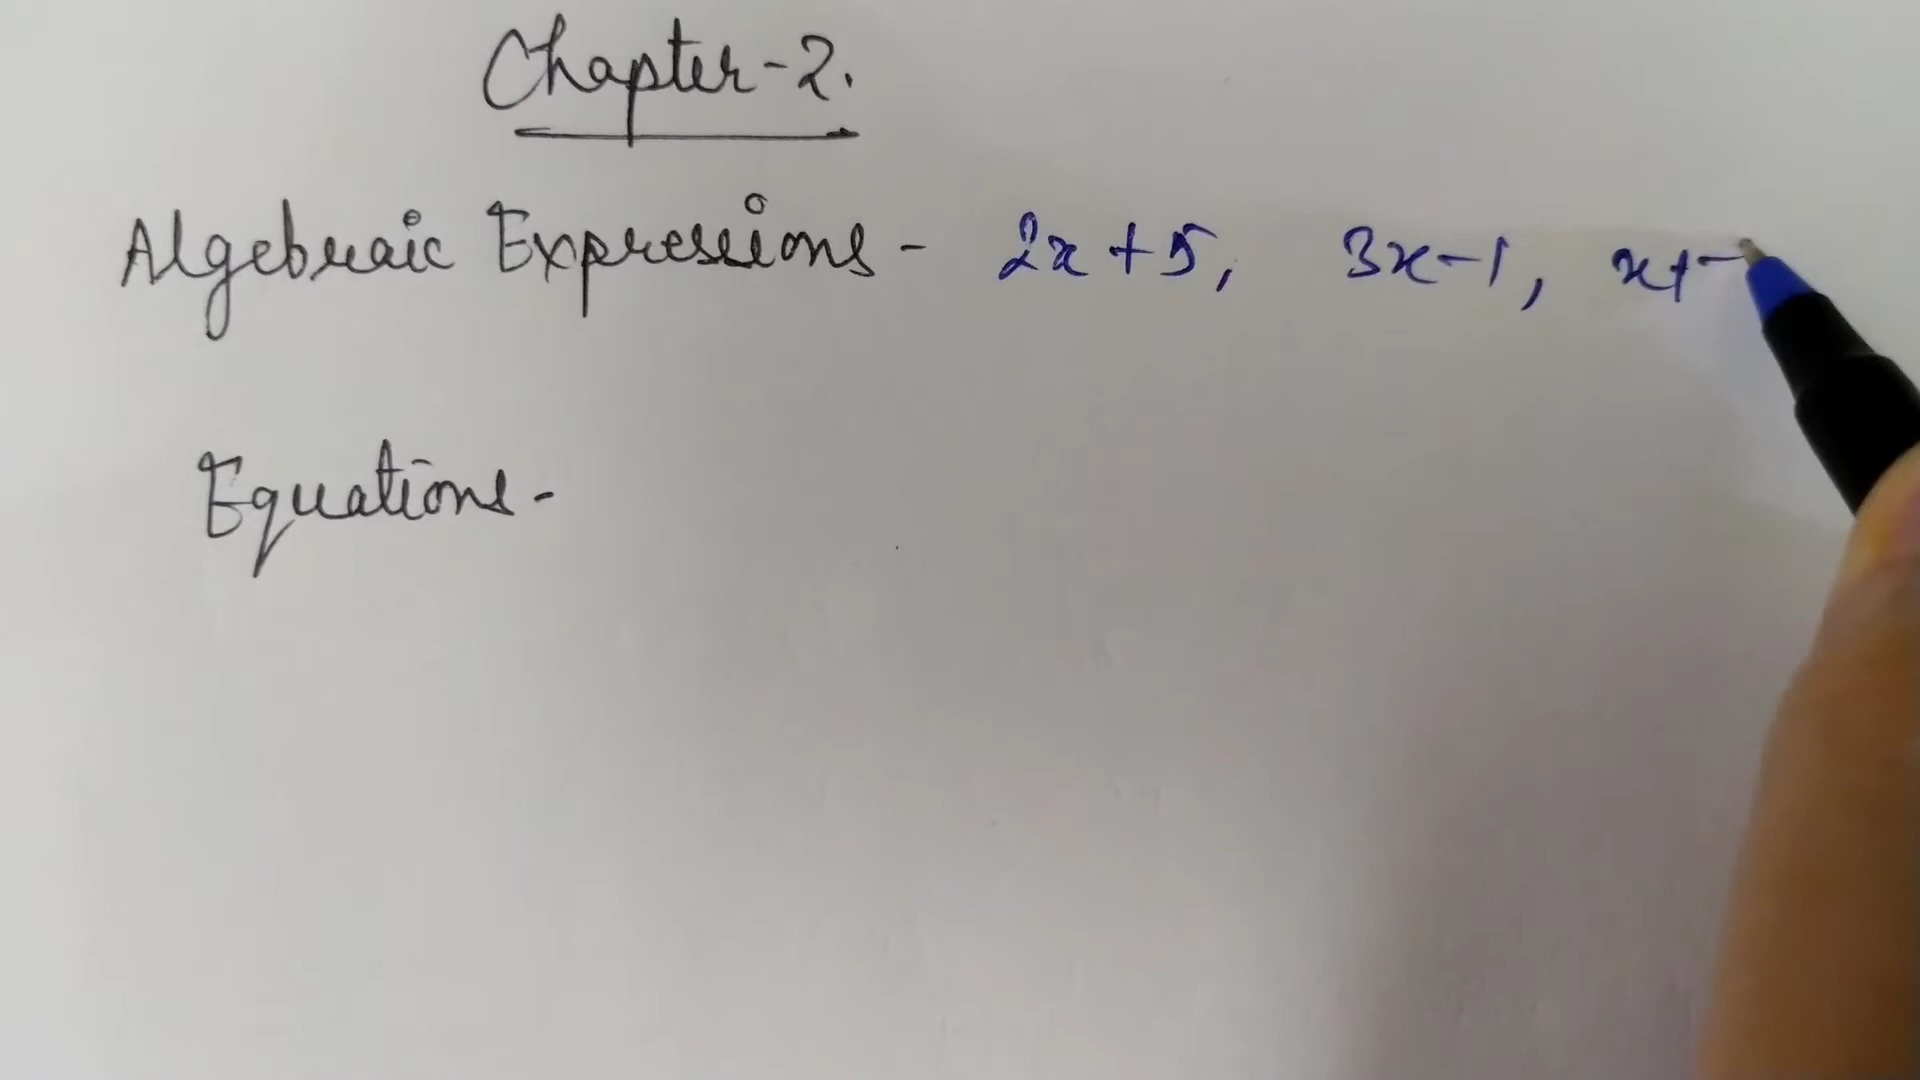 Chapter-2.
Algebraic Expressions - 2x+5, 3x-1, x+
Equations -